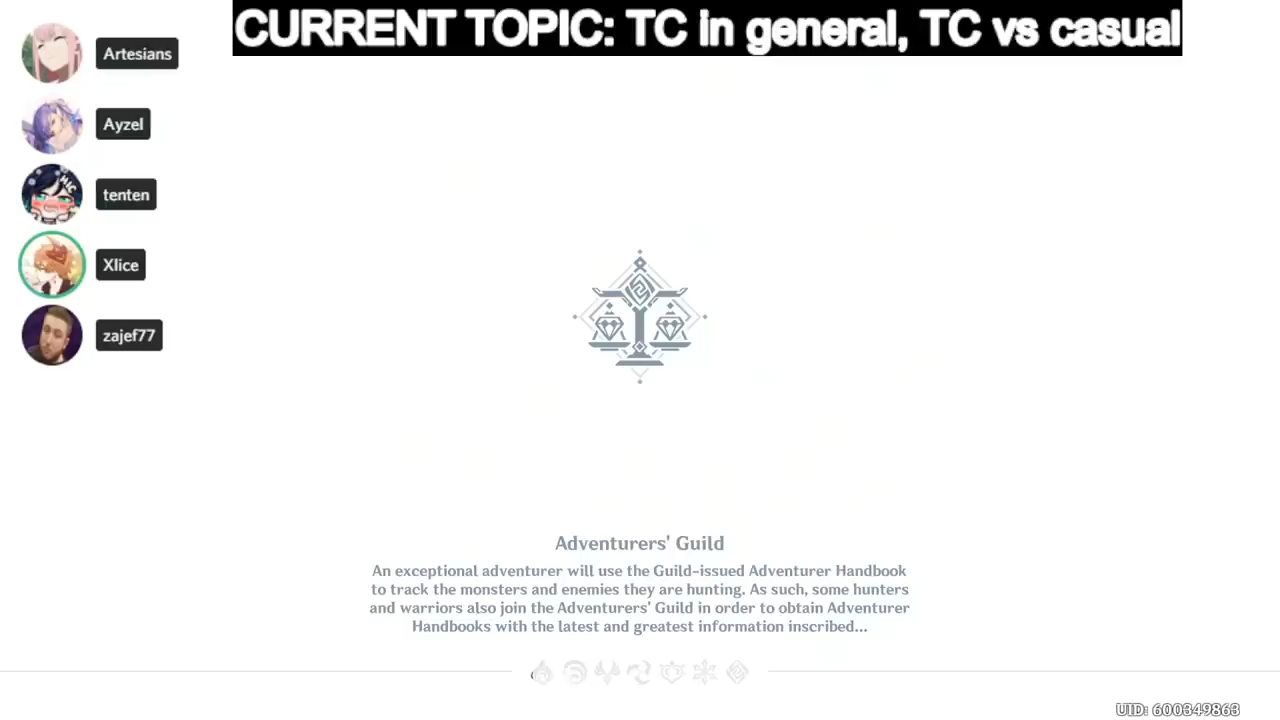 CURRENT TOPIC: TC in general, TC vs casual
Artesians
Ayzel
tenten
Xlice
zajef77
Adventurers' Guild
An exceptional adventurer will use the Guild-issued Adventurer Handbook
to track the monsters and enemies they are hunting. As such, some hunters
and warriors also join the Adventurers' Guild in order to obtain Adventurer
Handbooks with the latest and greatest information inscribed...
UID: 600349863